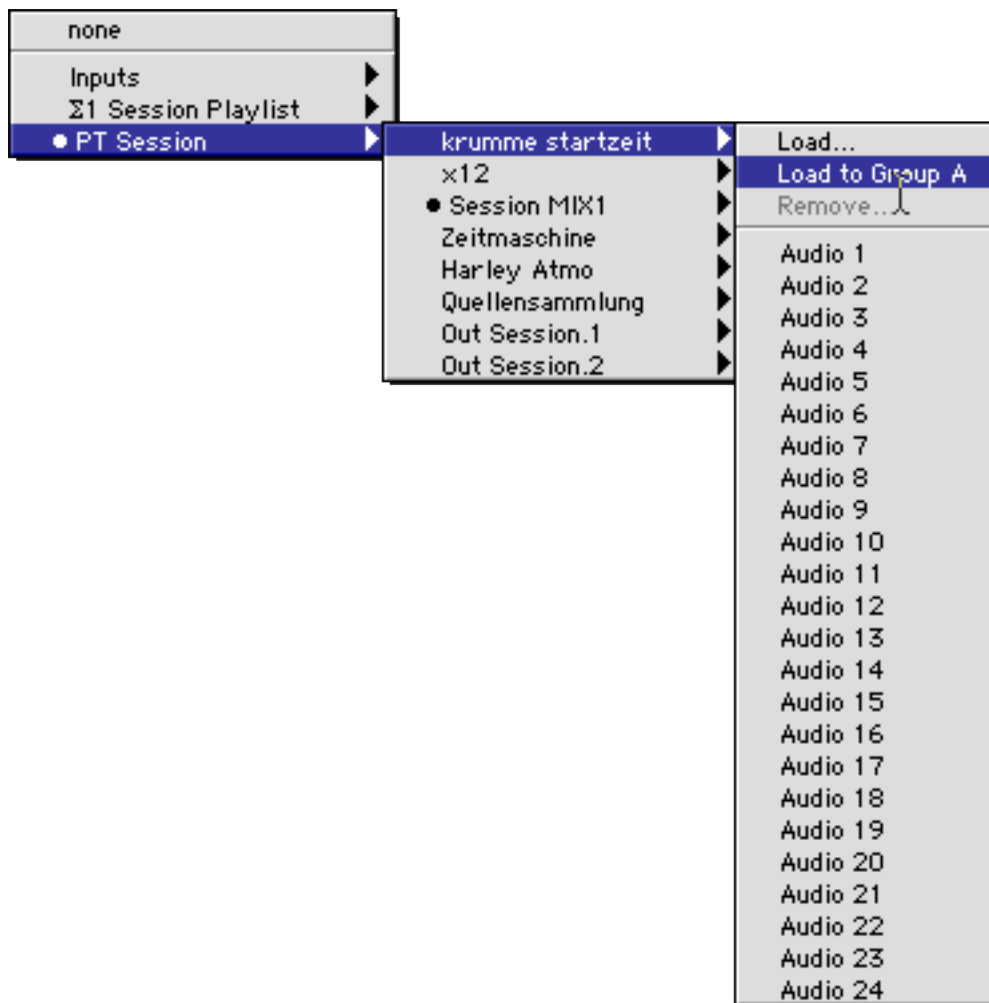 none
Inputs
Σ1 Session Playlist
PT Session
krumme startzeit
x12
Session MIX1
Zeitmaschine
Harley Atmo
Quellensammlung
Out Session.1
Out Session.2
Load...
Load to Group A
Remove...
Audio 1
Audio 2
Audio 3
Audio 4
Audio 5
Audio 6
Audio 7
Audio 8
Audio 9
Audio 10
Audio 11
Audio 12
Audio 13
Audio 14
Audio 15
Audio 16
Audio 17
Audio 18
Audio 19
Audio 20
Audio 21
Audio 22
Audio 23
Audio 24